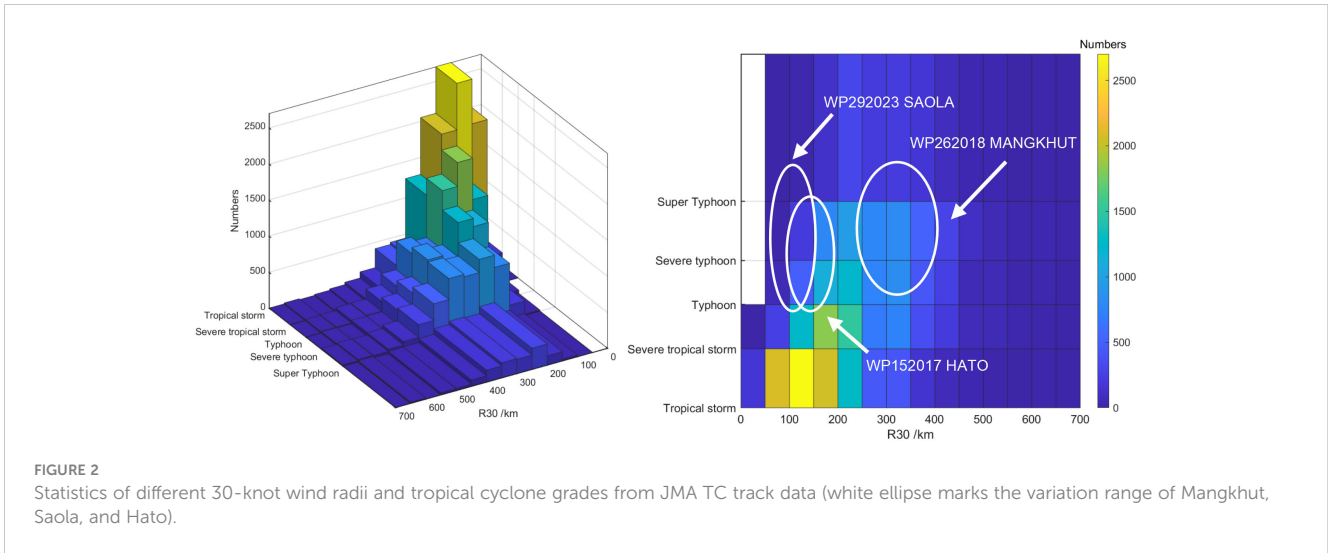 2500
2000
1500
1000
500
0
Numbers
Tropical storm
Severe tropical storm
Typhoon
Severe typhoon
Super Typhoon
700
600
500
400
300
200
100
0
R30 /km
Numbers
WP292023 SAOLA
WP262018 MANGKHUT
WP152017 HATO
Super Typhoon
Severe typhoon
Typhoon
Severe tropical storm
Tropical storm
0 100 200 300 400 500 600 700
R30 /km
2500
2000
1500
1000
500
0
FIGURE 2
Statistics of different 30-knot wind radii and tropical cyclone grades from JMA TC track data (white ellipse marks the variation range of Mangkhut,
Saola, and Hato).